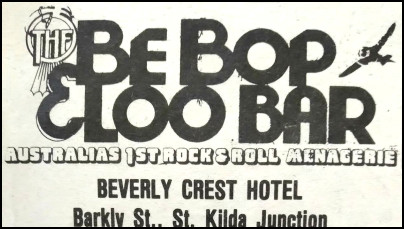 THE BE BOP
& LOO BAR
AUSTRALIAS 1ST ROCK & ROLL MENAGERIE
BEVERLY CREST HOTEL
Barkly St., St. Kilda Junction